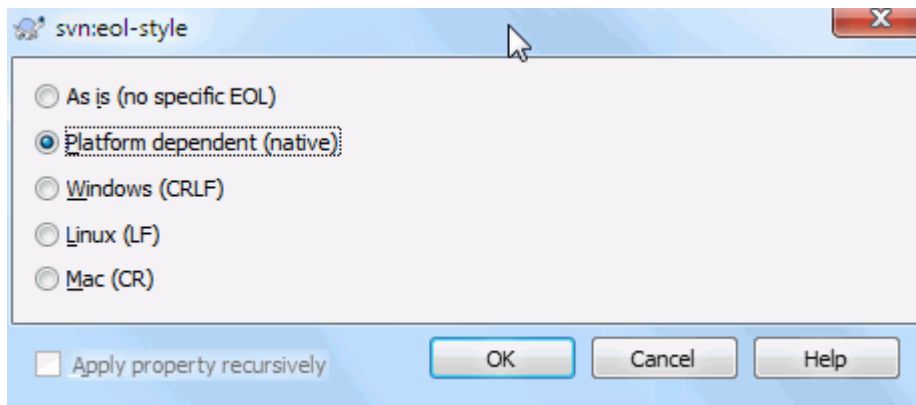 svn:eol-style
As is (no specific EOL)
Platform dependent (native)
Windows (CRLF)
Linux (LF)
Mac (CR)
Apply property recursively OK Cancel Help